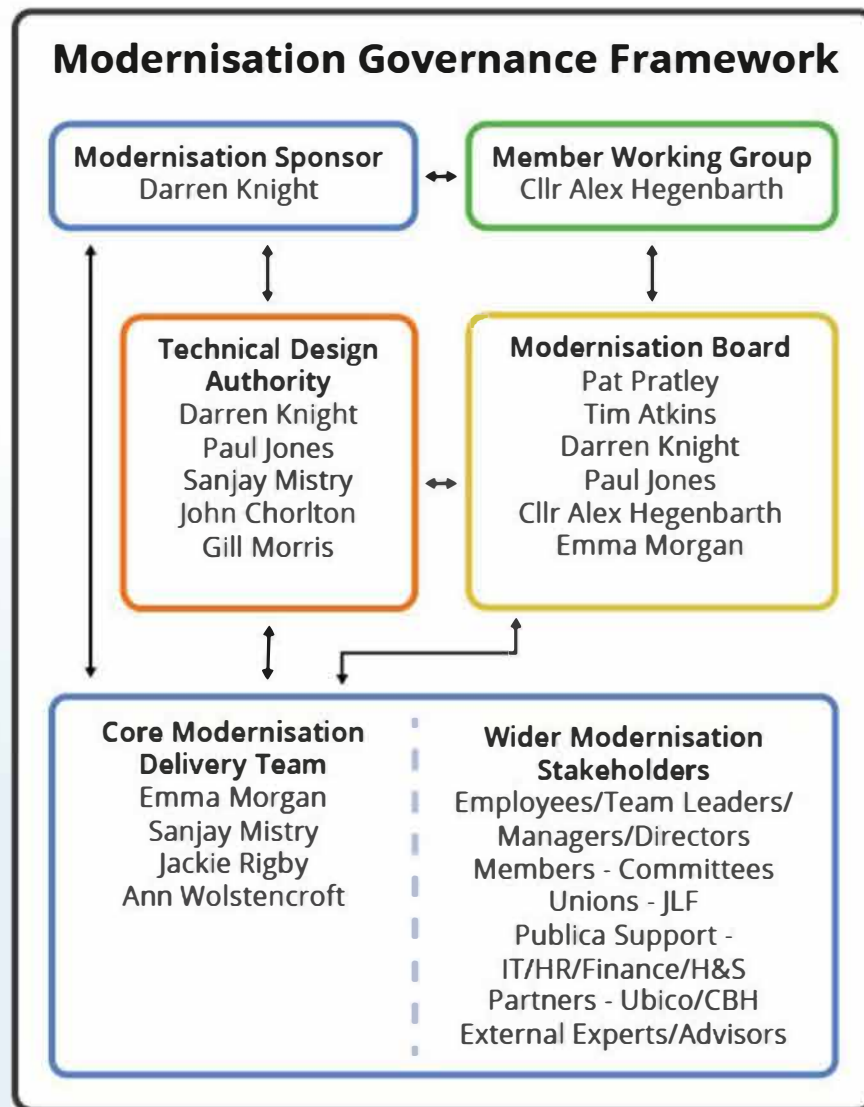 Modernisation Governance Framework
Modernisation Sponsor
Darren Knight
Member Working Group
Cllr Alex Hegenbarth
Technical Design
Authority
Darren Knight
Paul Jones
Sanjay Mistry
John Chorlton
Gill Morris
Modernisation Board
Pat Pratley
Tim Atkins
Darren Knight
Paul Jones
Cllr Alex Hegenbarth
Emma Morgan
Core Modernisation
Delivery Team
Emma Morgan
Sanjay Mistry
Jackie Rigby
Ann Wolstencroft
Wider Modernisation
Stakeholders
Employees/Team Leaders/
Managers/Directors
Members - Committees
Unions - JLF
Publica Support -
IT/HR/Finance/H&S
Partners - Ubico/CBH
External Experts/Advisors